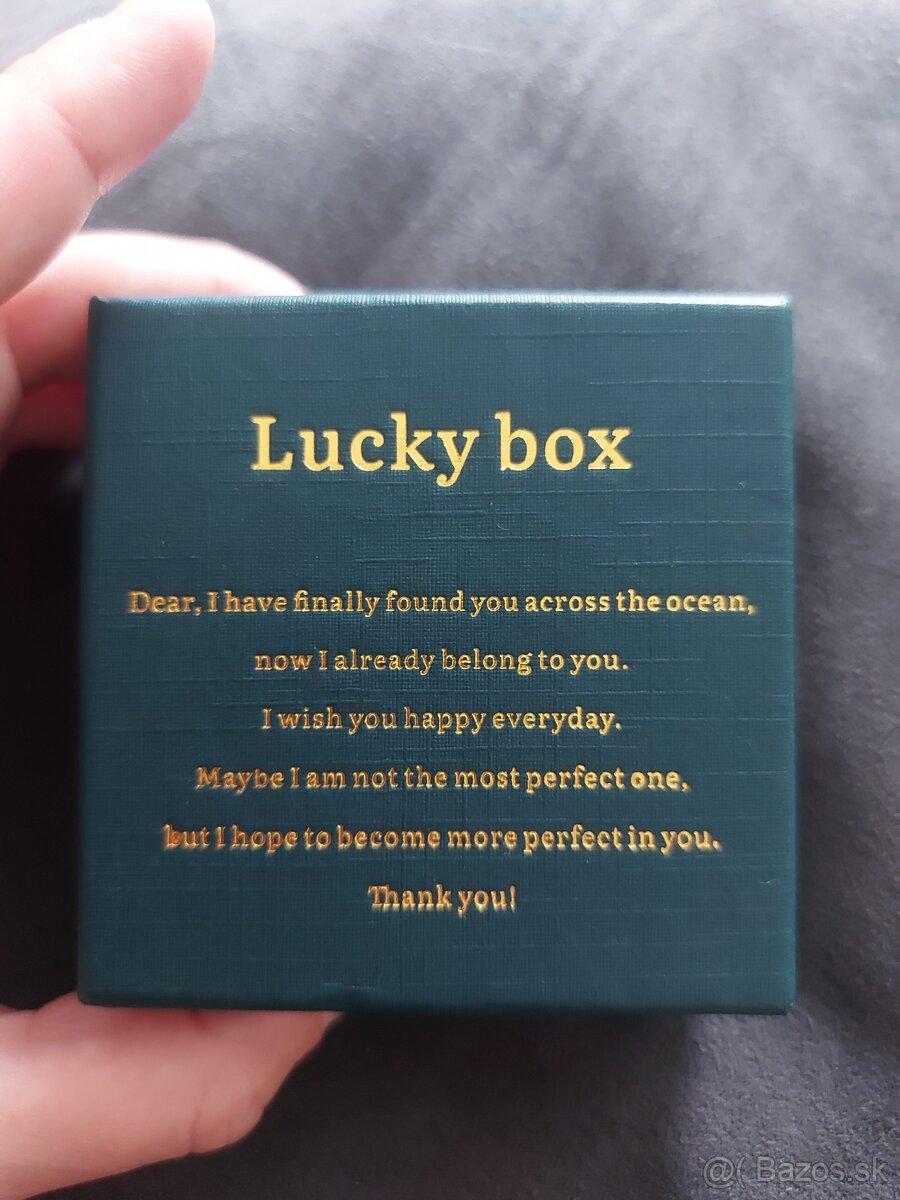 Lucky box
Dear, I have finally found you across the ocean,
now I already belong to you.
I wish you happy everyday.
Maybe I am not the most perfect one,
but I hope to become more perfect in you.
Thank you!
@( Bazos.sk